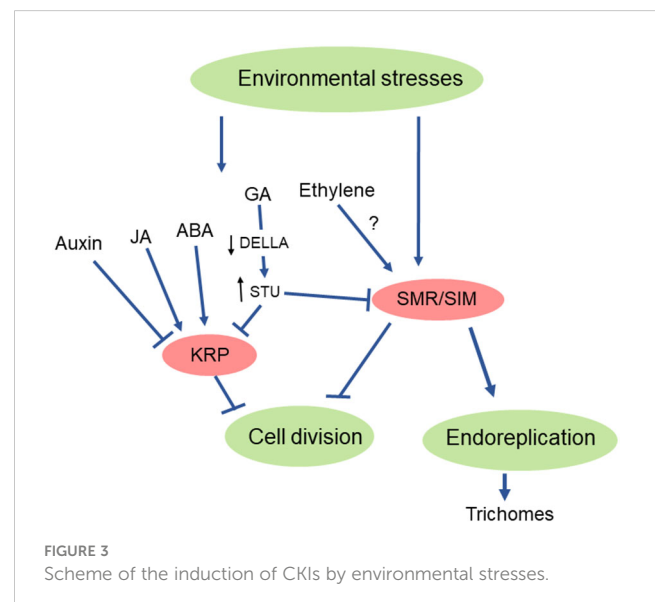 Environmental stresses
GA
Ethylene
?
Auxin
JA
ABA
DELLA
STU
SMR/SIM
KRP
Cell division
Endoreplication
Trichomes
FIGURE 3
Scheme of the induction of CKIs by environmental stresses.